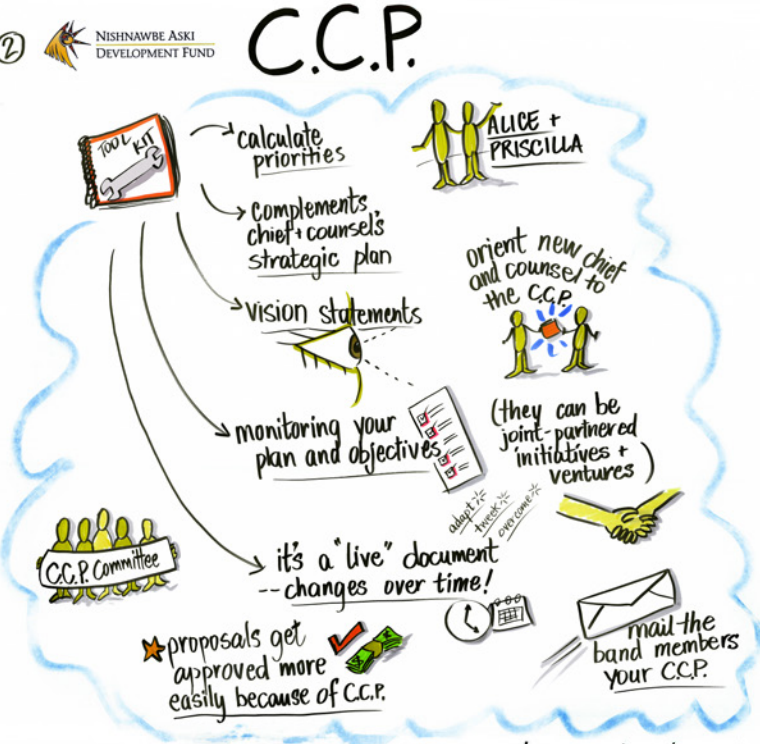 2
NISHNAWBE ASKI
DEVELOPMENT FUND
C.C.P.
TOOL
KIT
calculate
priorities
complements
chief + counsel's
strategic plan
vision statements
monitoring your
plan and objectives
adapt
tweek
overcome
it's a "live" document
-- changes over time!
C.C.P. Committee
proposals get
approved more
easily because of C.C.P.
ALICE +
PRISCILLA
orient new chief
and counsel to
the C.C.P.
(they can be
joint-partnered
initiatives +
ventures)
mail the
band members
your C.C.P.